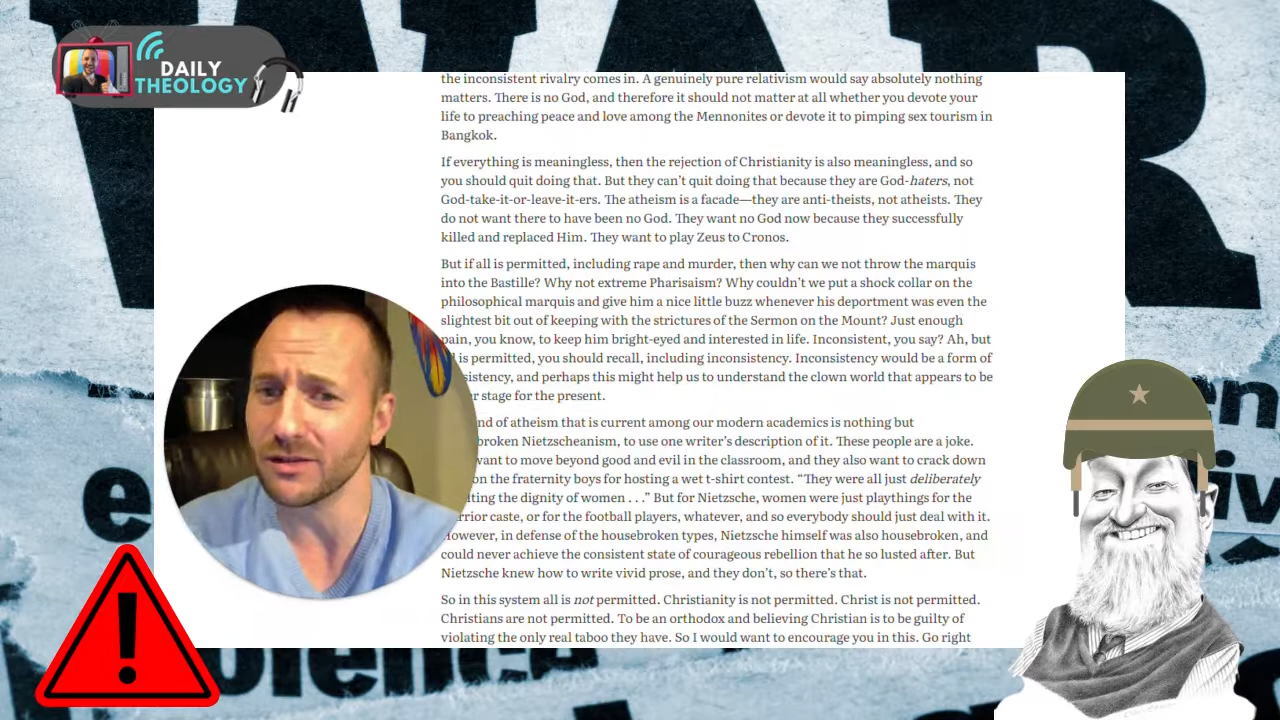 WAR
DAILY
THEOLOGY
the inconsistent rivalry comes in. A genuinely pure relativism would say absolutely nothing
matters. There is no God, and therefore it should not matter at all whether you devote your
life to preaching peace and love among the Mennonites or devote it to pimping sex tourism in
Bangkok.
If everything is meaningless, then the rejection of Christianity is also meaningless, and so
you should quit doing that. But they can’t quit doing that because they are God-haters, not
God-take-it-or-leave-it-ers. The atheism is a facade—they are anti-theists, not atheists. They
do not want there to have been no God. They want no God now because they successfully
killed and replaced Him. They want to play Zeus to Cronos.
But if all is permitted, including rape and murder, then why can we not throw the marquis
into the Bastille? Why not extreme Pharisaism? Why couldn’t we put a shock collar on the
philosophical marquis and give him a nice little buzz whenever his deportment was even the
slightest bit out of keeping with the strictures of the Sermon on the Mount? Just enough
pain, you know, to keep him bright-eyed and interested in life. Inconsistent, you say? Ah, but
is permitted, you should recall, including inconsistency. Inconsistency would be a form of
sistency, and perhaps this might help us to understand the clown world that appears to be
r stage for the present.
nd of atheism that is current among our modern academics is nothing but
broken Nietzscheanism, to use one writer’s description of it. These people are a joke.
want to move beyond good and evil in the classroom, and they also want to crack down
on the fraternity boys for hosting a wet t-shirt contest. “They were all just deliberately
lting the dignity of women . . .” But for Nietzsche, women were just playthings for the
rrior caste, or for the football players, whatever, and so everybody should just deal with it.
However, in defense of the housebroken types, Nietzsche himself was also housebroken, and
could never achieve the consistent state of courageous rebellion that he so lusted after. But
Nietzsche knew how to write vivid prose, and they don’t, so there’s that.
So in this system all is not permitted. Christianity is not permitted. Christ is not permitted.
Christians are not permitted. To be an orthodox and believing Christian is to be guilty of
violating the only real taboo they have. So I would want to encourage you in this. Go right